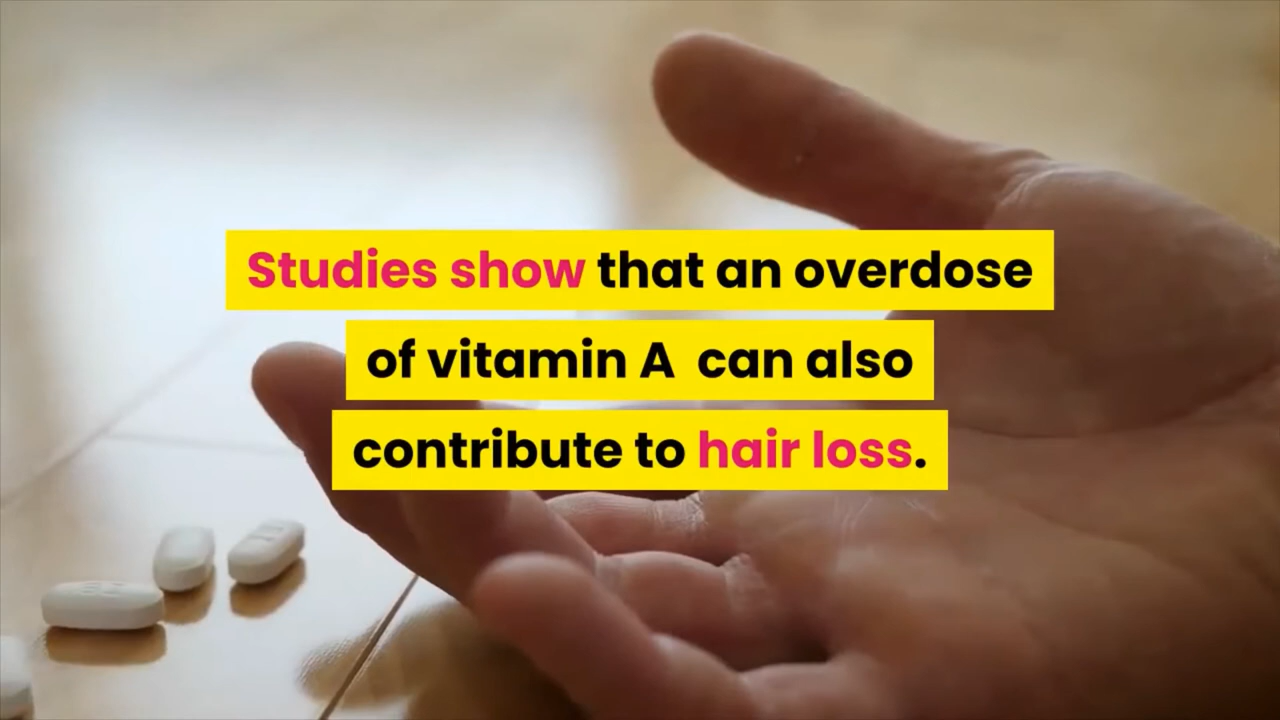 Studies show that an overdose
of vitamin A  can also
contribute to hair loss.